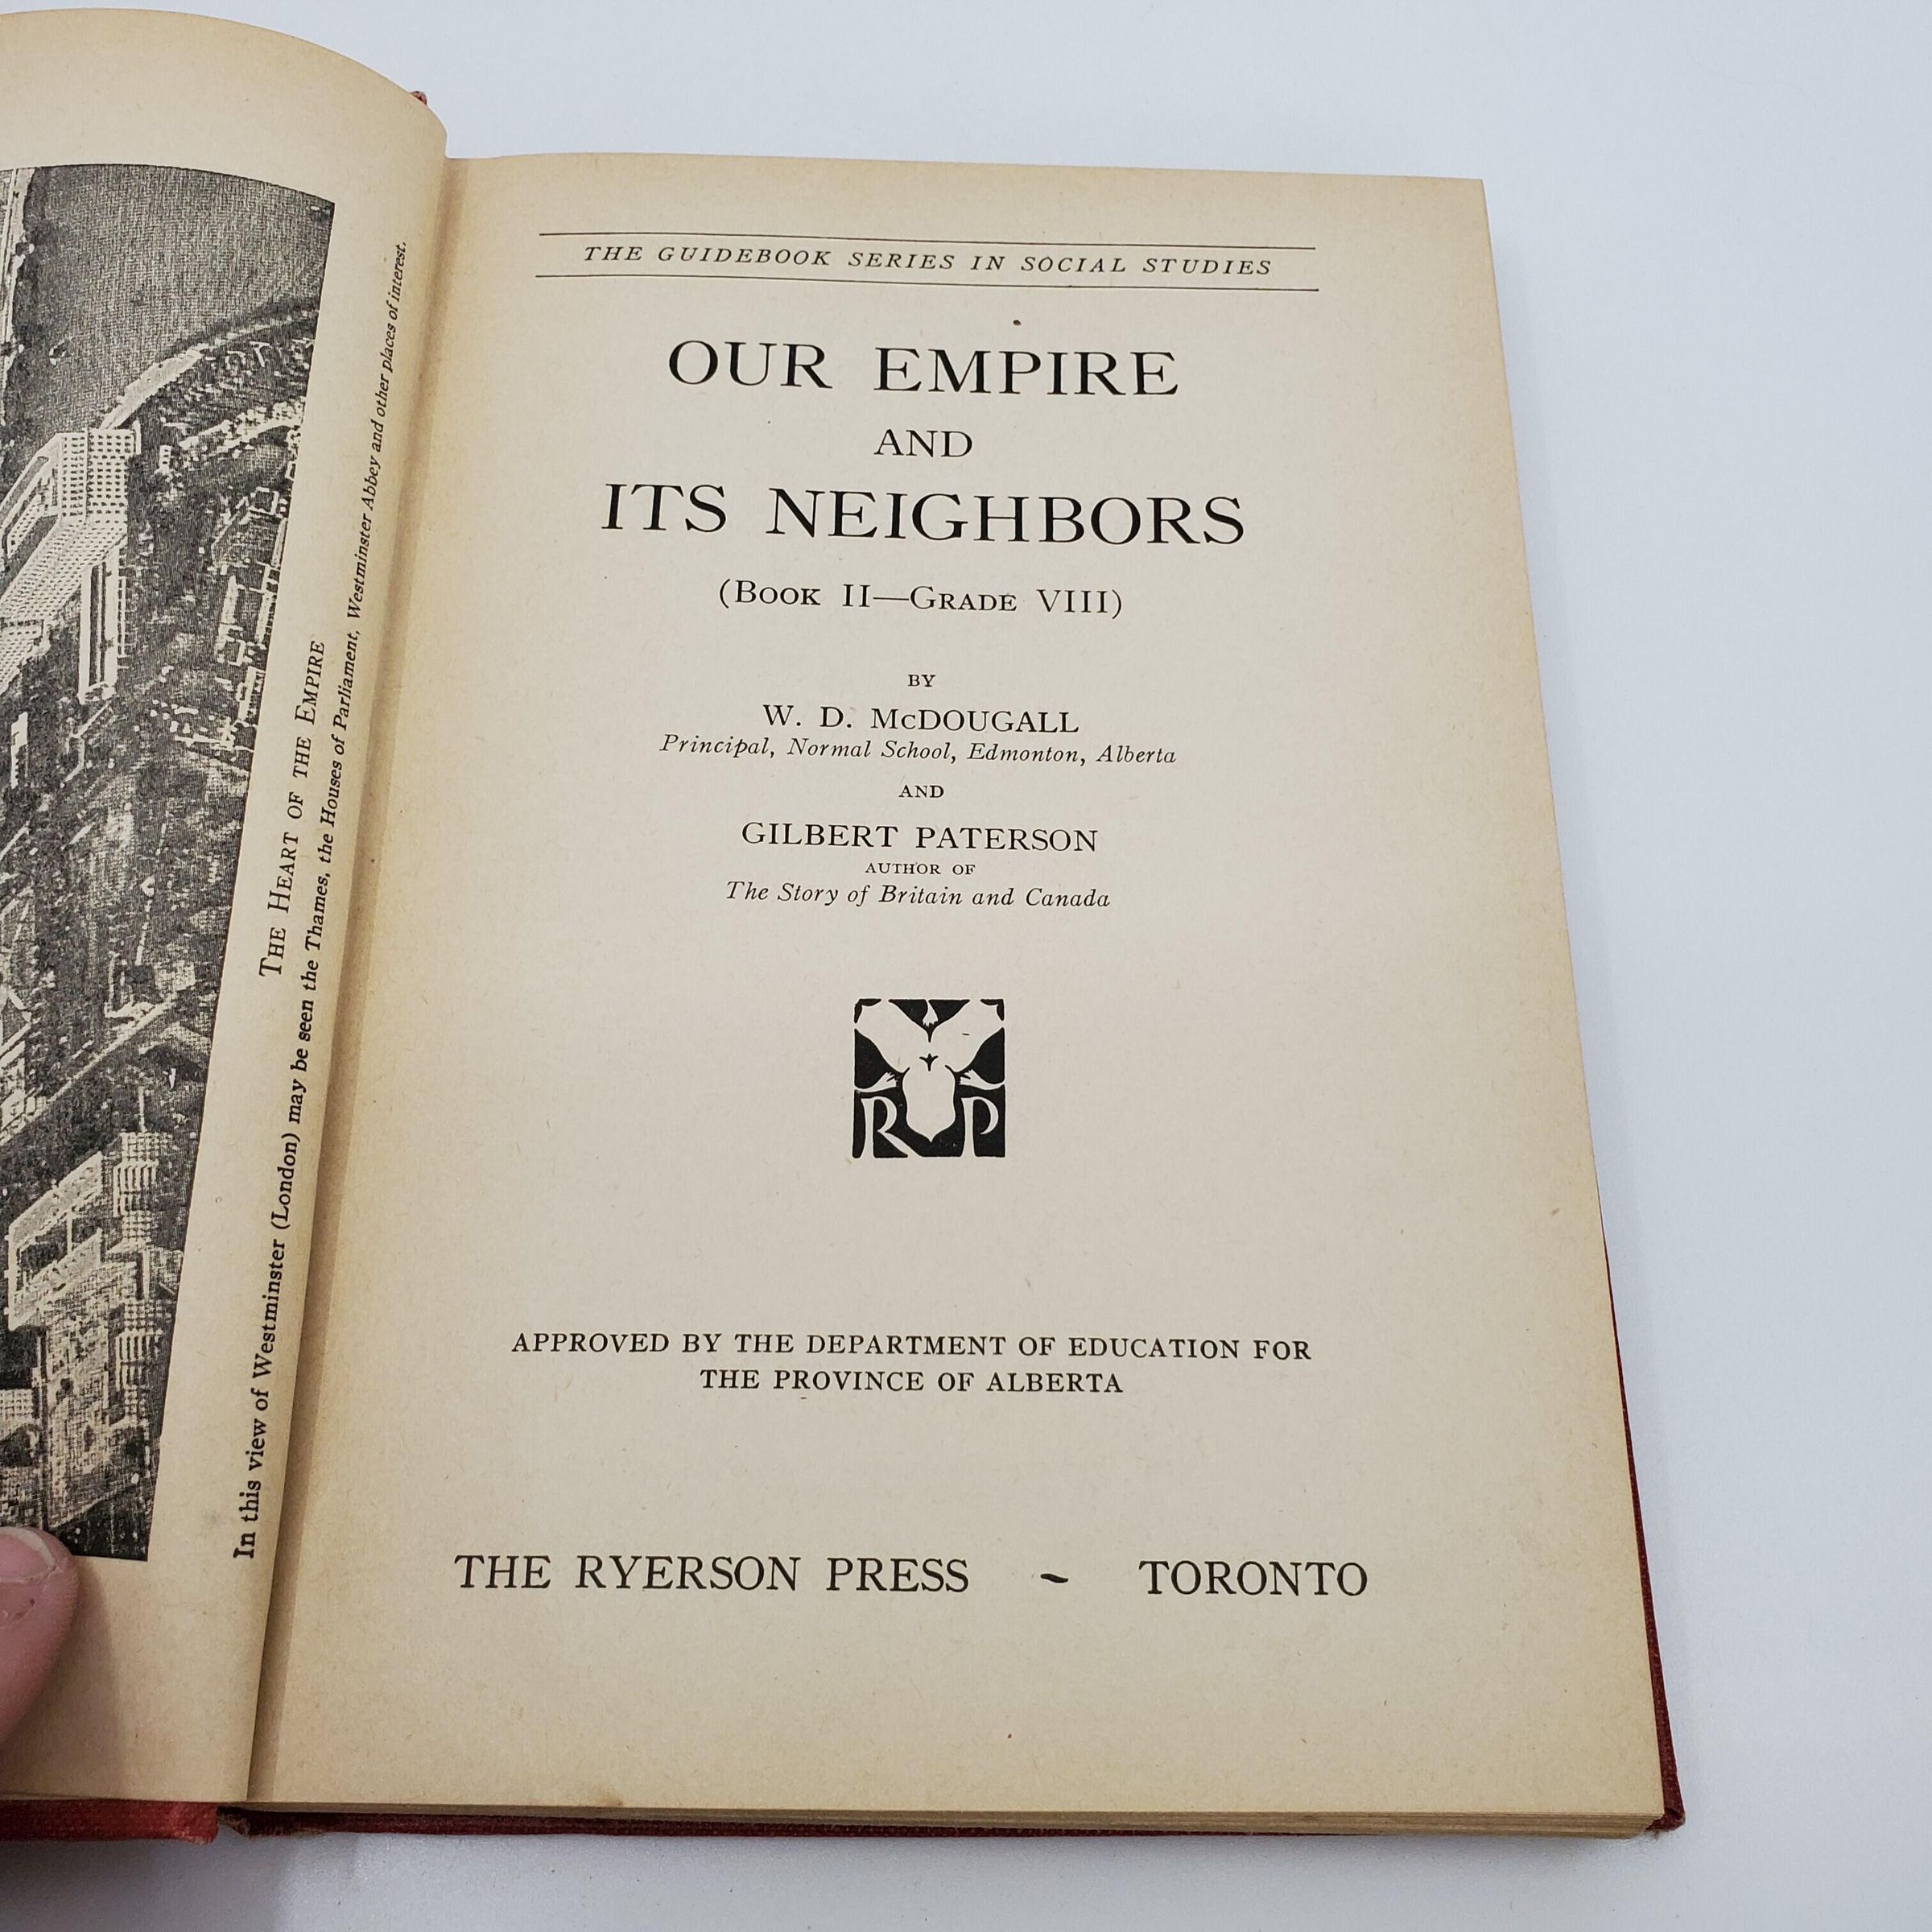 THE HEART OF THE EMPIRE
In this view of Westminster (London) may be seen the Thames, the Houses of Parliament, Westminster Abbey and other places of interest.
THE GUIDEBOOK SERIES IN SOCIAL STUDIES
OUR EMPIRE
AND
ITS NEIGHBORS
(BOOK II—GRADE VIII)
BY
W. D. McDOUGALL
Principal, Normal School, Edmonton, Alberta
AND
GILBERT PATERSON
AUTHOR OF
The Story of Britain and Canada
R P
APPROVED BY THE DEPARTMENT OF EDUCATION FOR
THE PROVINCE OF ALBERTA
THE RYERSON PRESS ~ TORONTO